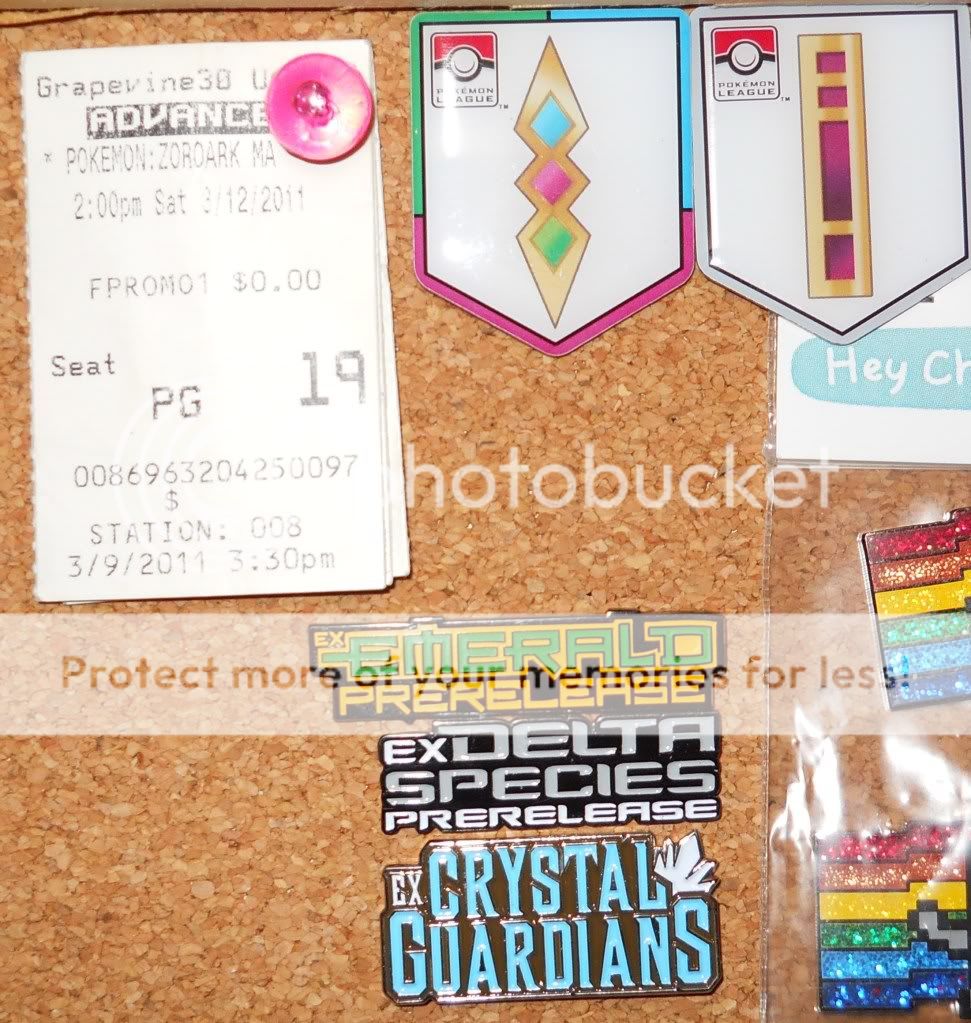 Grapevine30 U
ADVANCE
* POKEMON:ZOROARK MA
2:00pm Sat 3/12/2011
FPROMO1 $0.00
Seat
19
PG
0086963204250097
$
STATION: 008
3/9/2011 3:30pm
POKÉMON
LEAGUE™
POKÉMON
LEAGUE™
Hey Ch
photobucket
Protect more of your memories for less!
EX EMERALD
PRERELEASE
EX DELTA
SPECIES
PRERELEASE
EX CRYSTAL
GUARDIANS